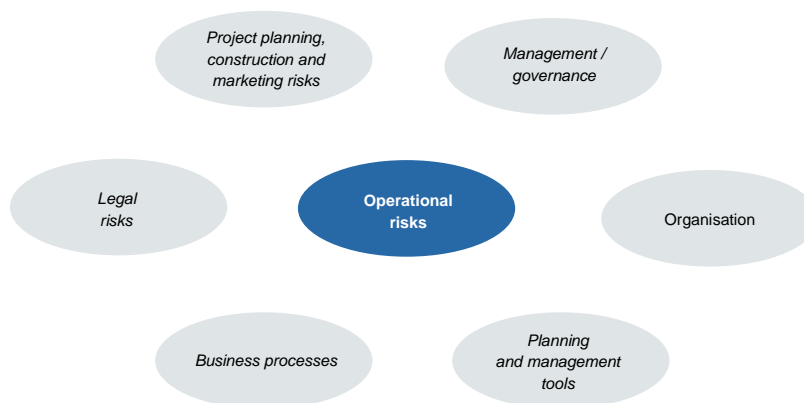 Project planning,
construction and
marketing risks
Management /
governance
Legal
risks
Operational
risks
Organisation
Business processes
Planning
and management
tools